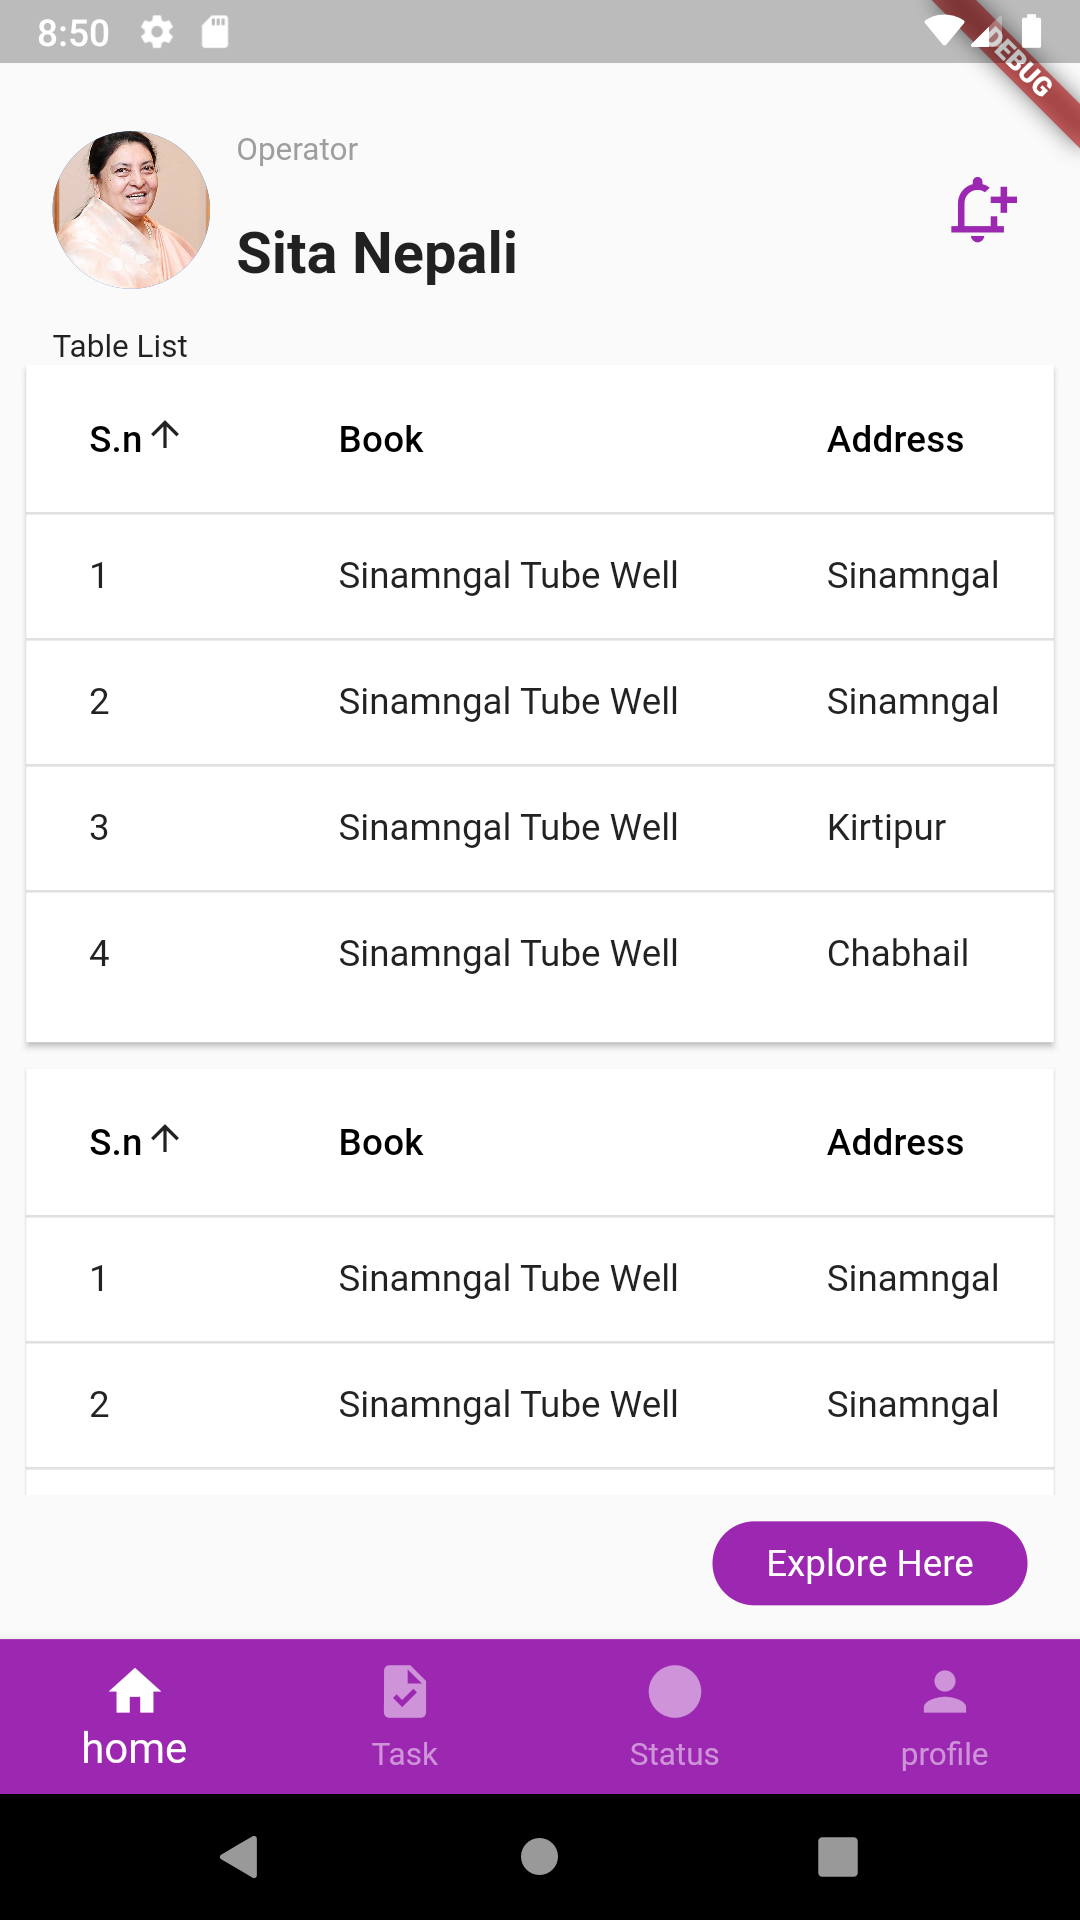 8:50
DEBUG
Operator
Sita Nepali
Table List
S.n Book Address
1 Sinamngal Tube Well Sinamngal
2 Sinamngal Tube Well Sinamngal
3 Sinamngal Tube Well Kirtipur
4 Sinamngal Tube Well Chabhail
S.n Book Address
1 Sinamngal Tube Well Sinamngal
2 Sinamngal Tube Well Sinamngal
Explore Here
home Task Status profile